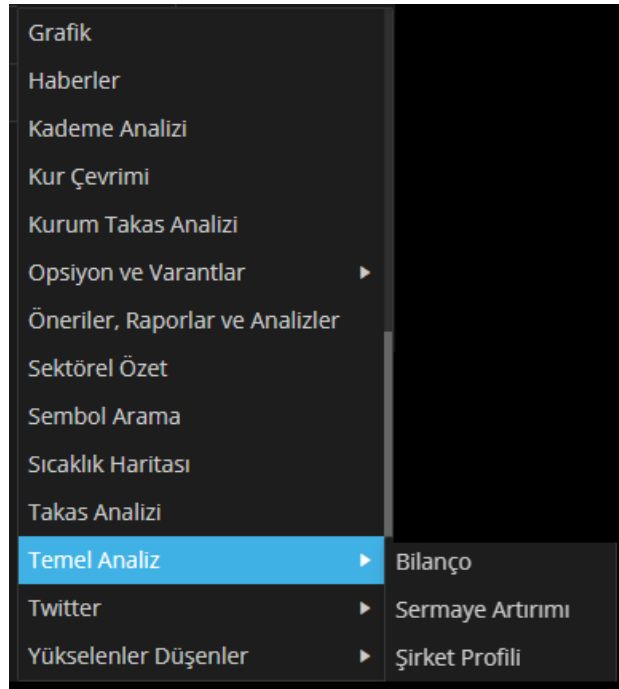 Grafik
Haberler
Kademe Analizi
Kur Çevrimi
Kurum Takas Analizi
Opsiyon ve Varantlar
Öneriler, Raporlar ve Analizler
Sektörel Özet
Sembol Arama
Sıcaklık Haritası
Takas Analizi
Temel Analiz
Bilanço
Twitter
Sermaye Artırımı
Yükselenler Düşenler
Şirket Profili